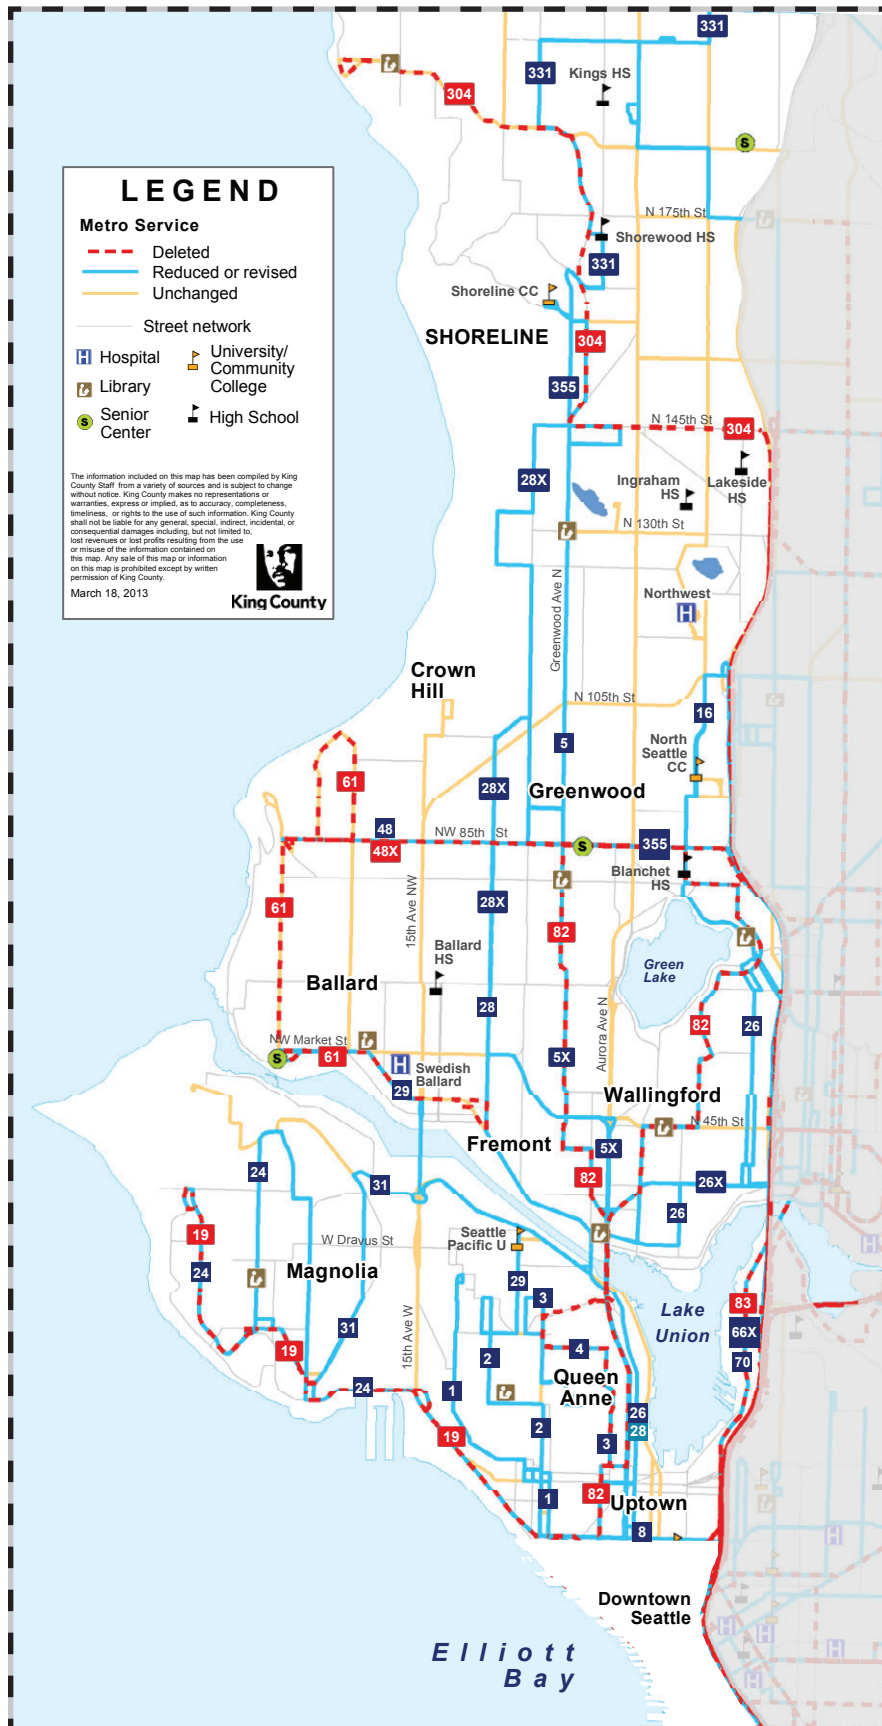 331
331
Kings HS
304
S
N 175th St
Shorewood HS
331
Shoreline CC
SHORELINE
304
355
N 145th St
304
28X
Ingraham
HS
Lakeside
HS
N 130th St
Greenwood Ave N
Northwest
H
LEGEND
Metro Service
Deleted
Reduced or revised
Unchanged
Street network
H Hospital
University/
Community
College
Library
S Senior
Center
High School
The information included on this map has been compiled by King
County Staff from a variety of sources and is subject to change
without notice. King County makes no representations or
warranties, express or implied, as to accuracy, completeness,
timeliness, or rights to the use of such information. King County
shall not be liable for any general, special, indirect, incidental, or
consequential damages including, but not limited to,
lost revenues or lost profits resulting from the use
or misuse of the information contained on
this map. Any sale of this map or information
on this map is prohibited except by written
permission of King County.
King County
March 18, 2013
Crown
Hill
N 105th St
16
5
North
Seattle
CC
61
28X
Greenwood
48
NW 85th St
48X
S
355
Blanchet
HS
15th Ave NW
61
28X
82
Ballard
HS
Green
Lake
Ballard
28
Aurora Ave N
82
26
NW Market St
S
61
H
Swedish
Ballard
29
5X
Wallingford
N 45th St
Fremont
5X
82
26X
24
31
26
19
24
W Dravus St
Seattle
Pacific U
Magnolia
29
3
Lake
Union
83
66X
70
31
15th Ave W
19
2
4
Queen
Anne
24
1
26
28
19
2
3
82
1
Uptown
8
Downtown
Seattle
Elliott
Bay
H
H
H
H
H